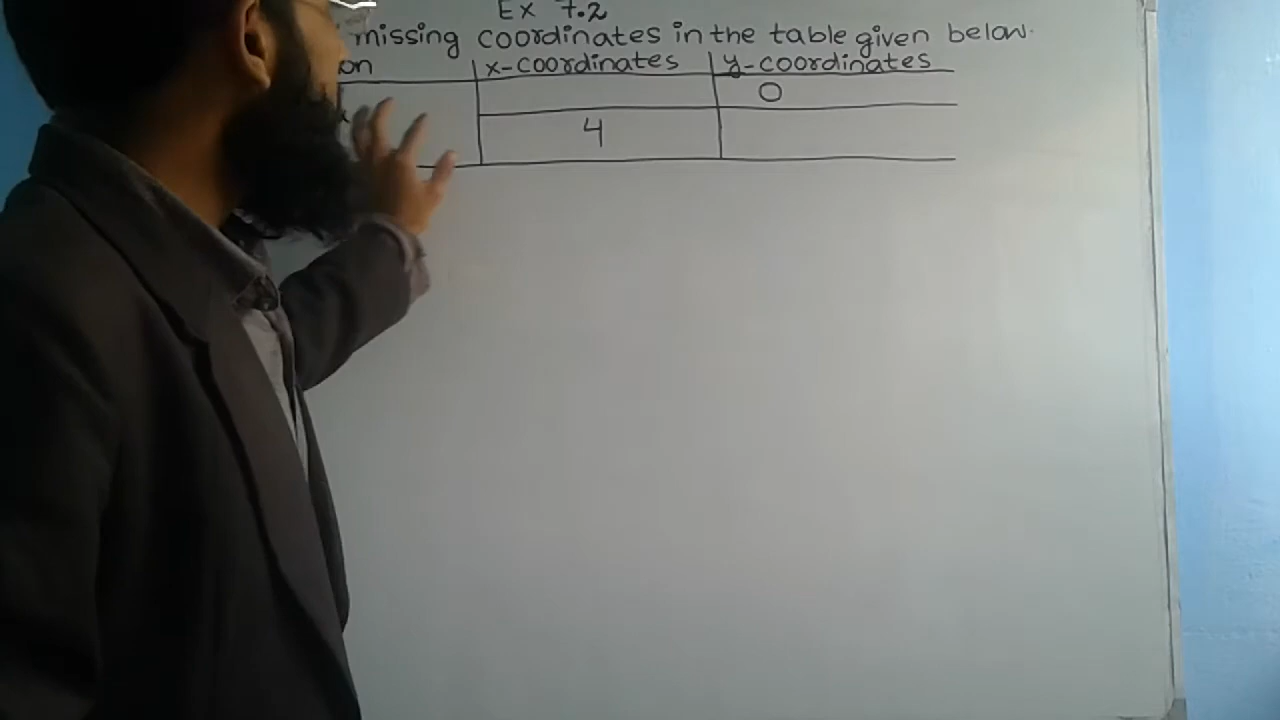 Ex 7.2
missing coordinates in the table given below.
on x-coordinates y-coordinates
0
4